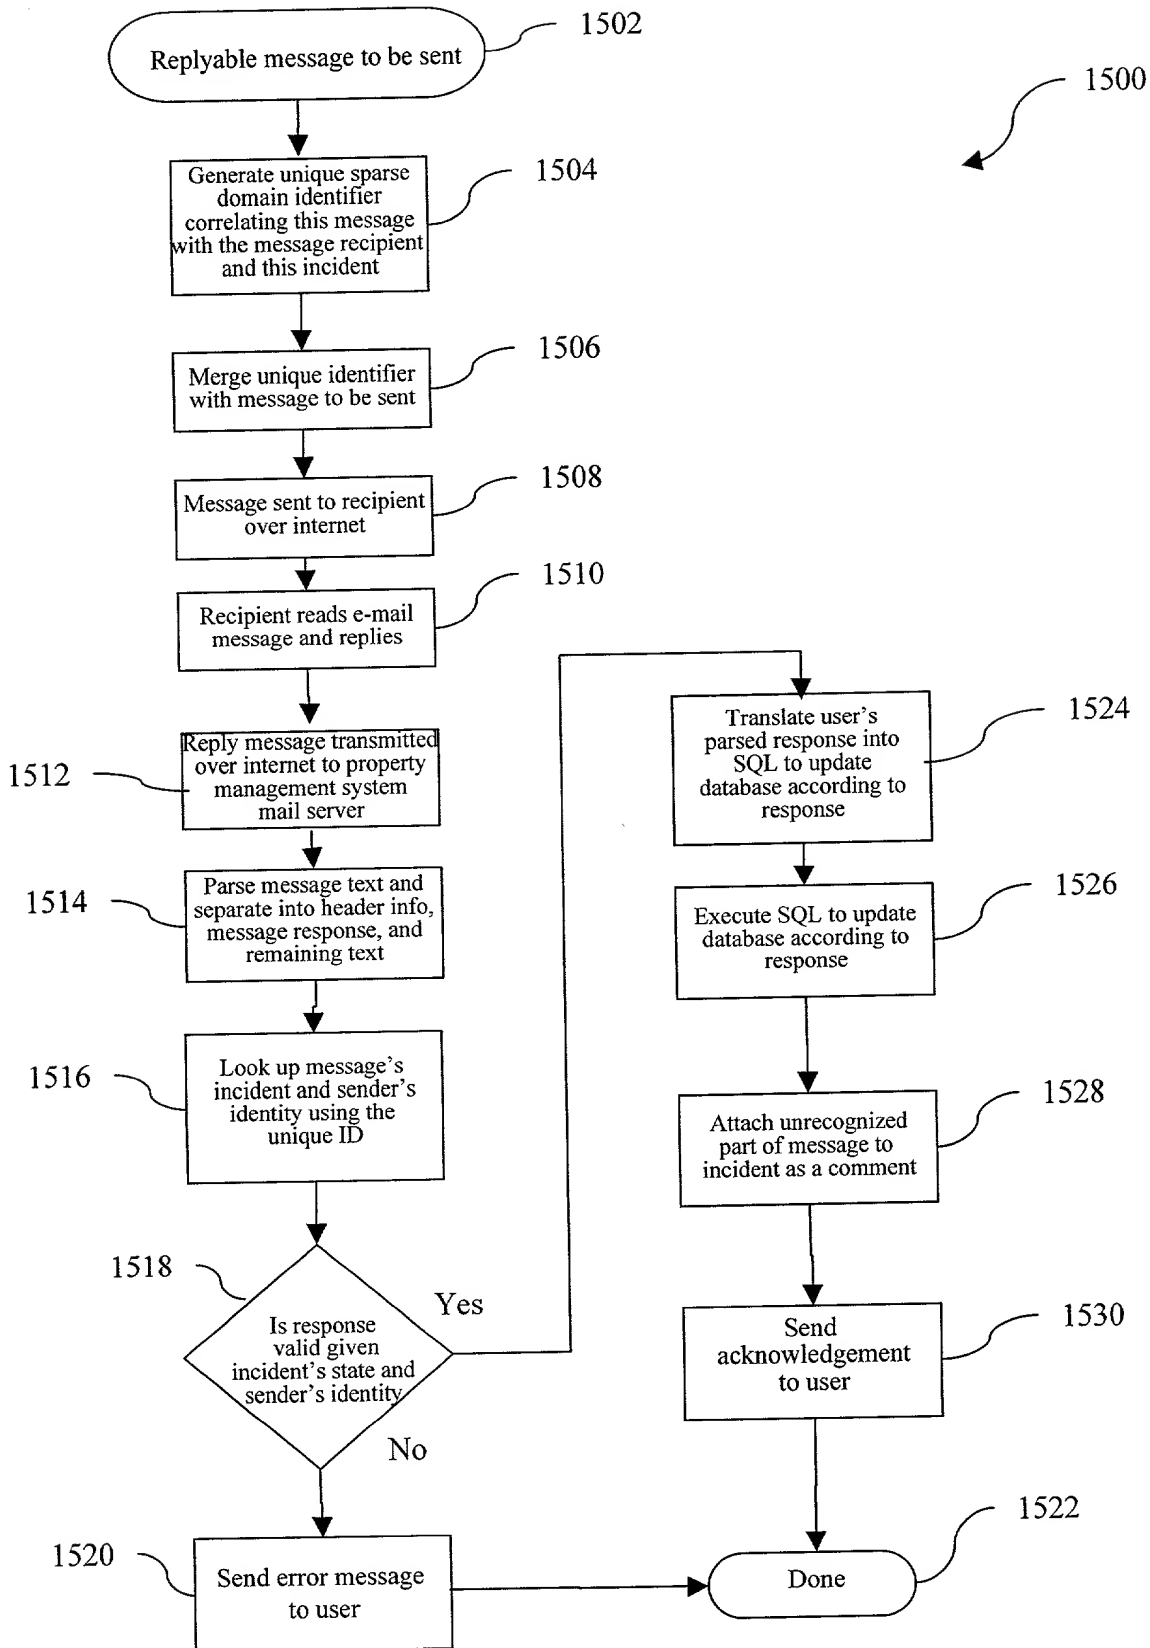 1502
Replyable message to be sent
1500
1504
Generate unique sparse
domain identifier
correlating this message
with the message recipient
and this incident
1506
Merge unique identifier
with message to be sent
1508
Message sent to recipient
over internet
1510
Recipient reads e-mail
message and replies
1512
Reply message transmitted
over internet to property
management system
mail server
1514
Parse message text and
separate into header info,
message response, and
remaining text
1516
Look up message's
incident and sender's
identity using the
unique ID
1518
Is response
valid given
incident's state and
sender's identity
Yes
No
1520
Send error message
to user
1524
Translate user's
parsed response into
SQL to update
database according to
response
1526
Execute SQL to update
database according to
response
1528
Attach unrecognized
part of message to
incident as a comment
1530
Send
acknowledgement
to user
1522
Done